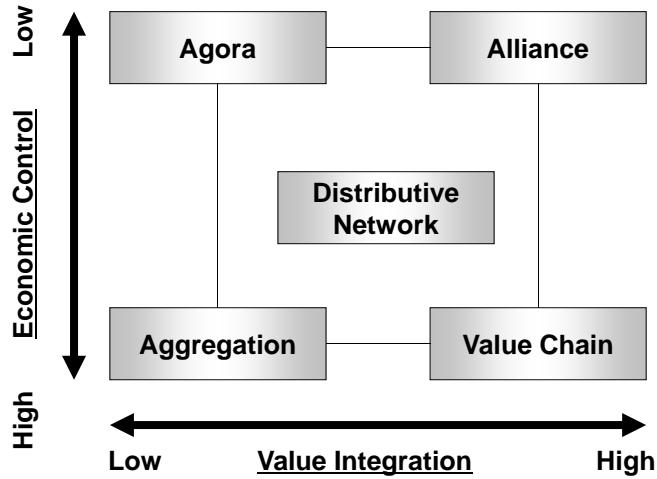 Low
Agora
Alliance
Economic Control
Distributive
Network
Aggregation
Value Chain
High
Low
Value Integration
High